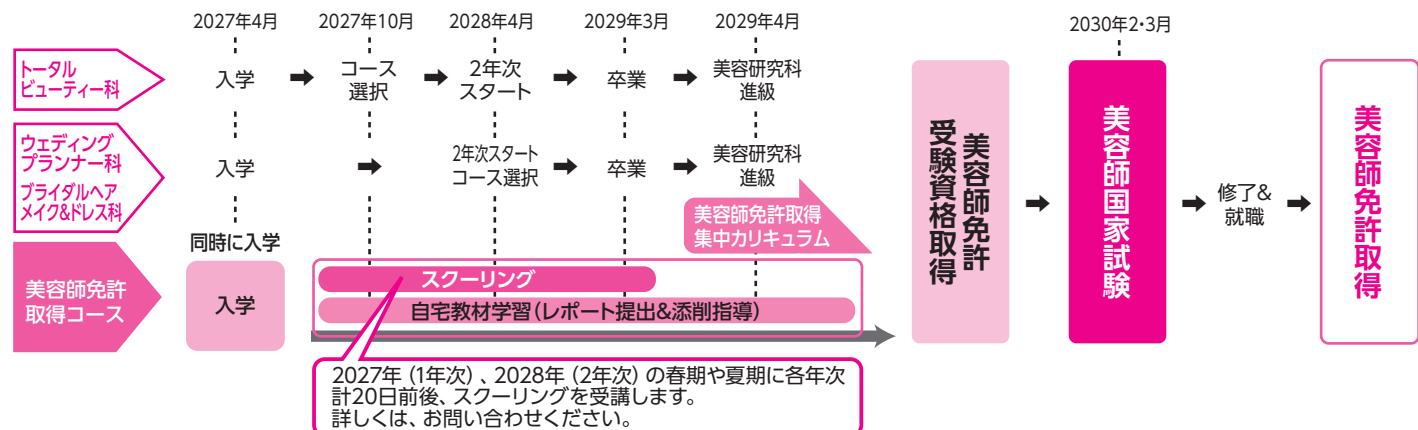 2027年4月
2027年10月
2028年4月
2029年3月
2029年4月
2030年2・3月
トータル
ビューティー科
入学
コース
選択
2年次
スタート
卒業
美容研究科
進級
ウェディング
プランナー科
ブライダルヘア
メイク&ドレス科
入学
2年次スタート
コース選択
卒業
美容研究科
進級
美容師免許取得
集中カリキュラム
同時に入学
美容師免許
取得コース
入学
スクーリング
自宅教材学習(レポート提出&添削指導)
2027年 (1年次) 、2028年 (2年次) の春期や夏期に各年次
計20日前後、スクーリングを受講します。
詳しくは、お問い合わせください。
美容師免許
受験資格取得
美容師国家試験
修了&
就職
美容師免許取得